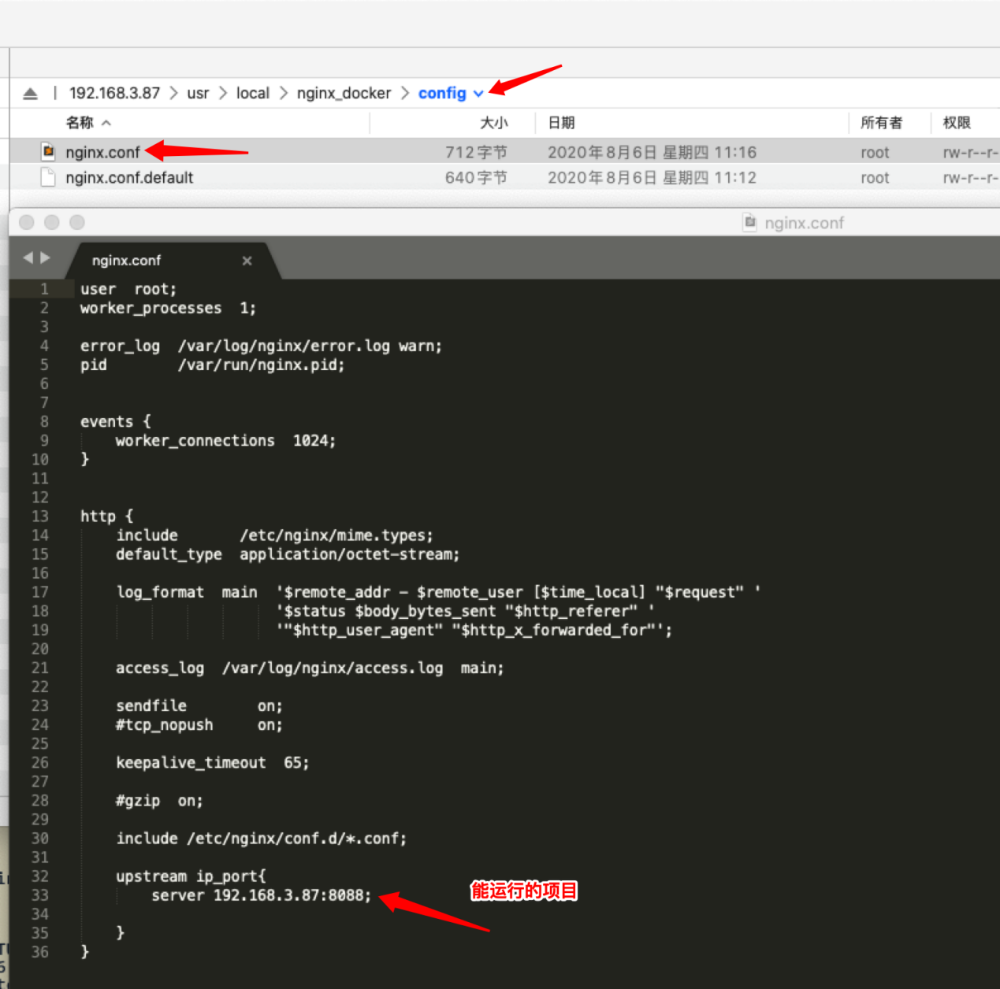 192.168.3.87 > usr > local > nginx_docker > config
名称 大小 日期 所有者 权限
nginx.conf 712字节 2020年8月6日 星期四 11:16 root rw-r--r-
nginx.conf.default 640字节 2020年8月6日 星期四 11:12 root rw-r--r-
nginx.conf
nginx.conf ×
1 user  root;
2 worker_processes  1;
3
4 error_log  /var/log/nginx/error.log warn;
5 pid        /var/run/nginx.pid;
6
7
8 events {
9     worker_connections  1024;
10 }
11
12
13 http {
14     include       /etc/nginx/mime.types;
15     default_type  application/octet-stream;
16
17     log_format  main  '$remote_addr - $remote_user [$time_local] "$request" '
18                       '$status $body_bytes_sent "$http_referer" '
19                       '"$http_user_agent" "$http_x_forwarded_for"';
20
21     access_log  /var/log/nginx/access.log  main;
22
23     sendfile        on;
24     #tcp_nopush     on;
25
26     keepalive_timeout  65;
27
28     #gzip  on;
29
30     include /etc/nginx/conf.d/*.conf;
31
32     upstream ip_port{
33         server 192.168.3.87:8088; 能运行的项目
34
35     }
36 }